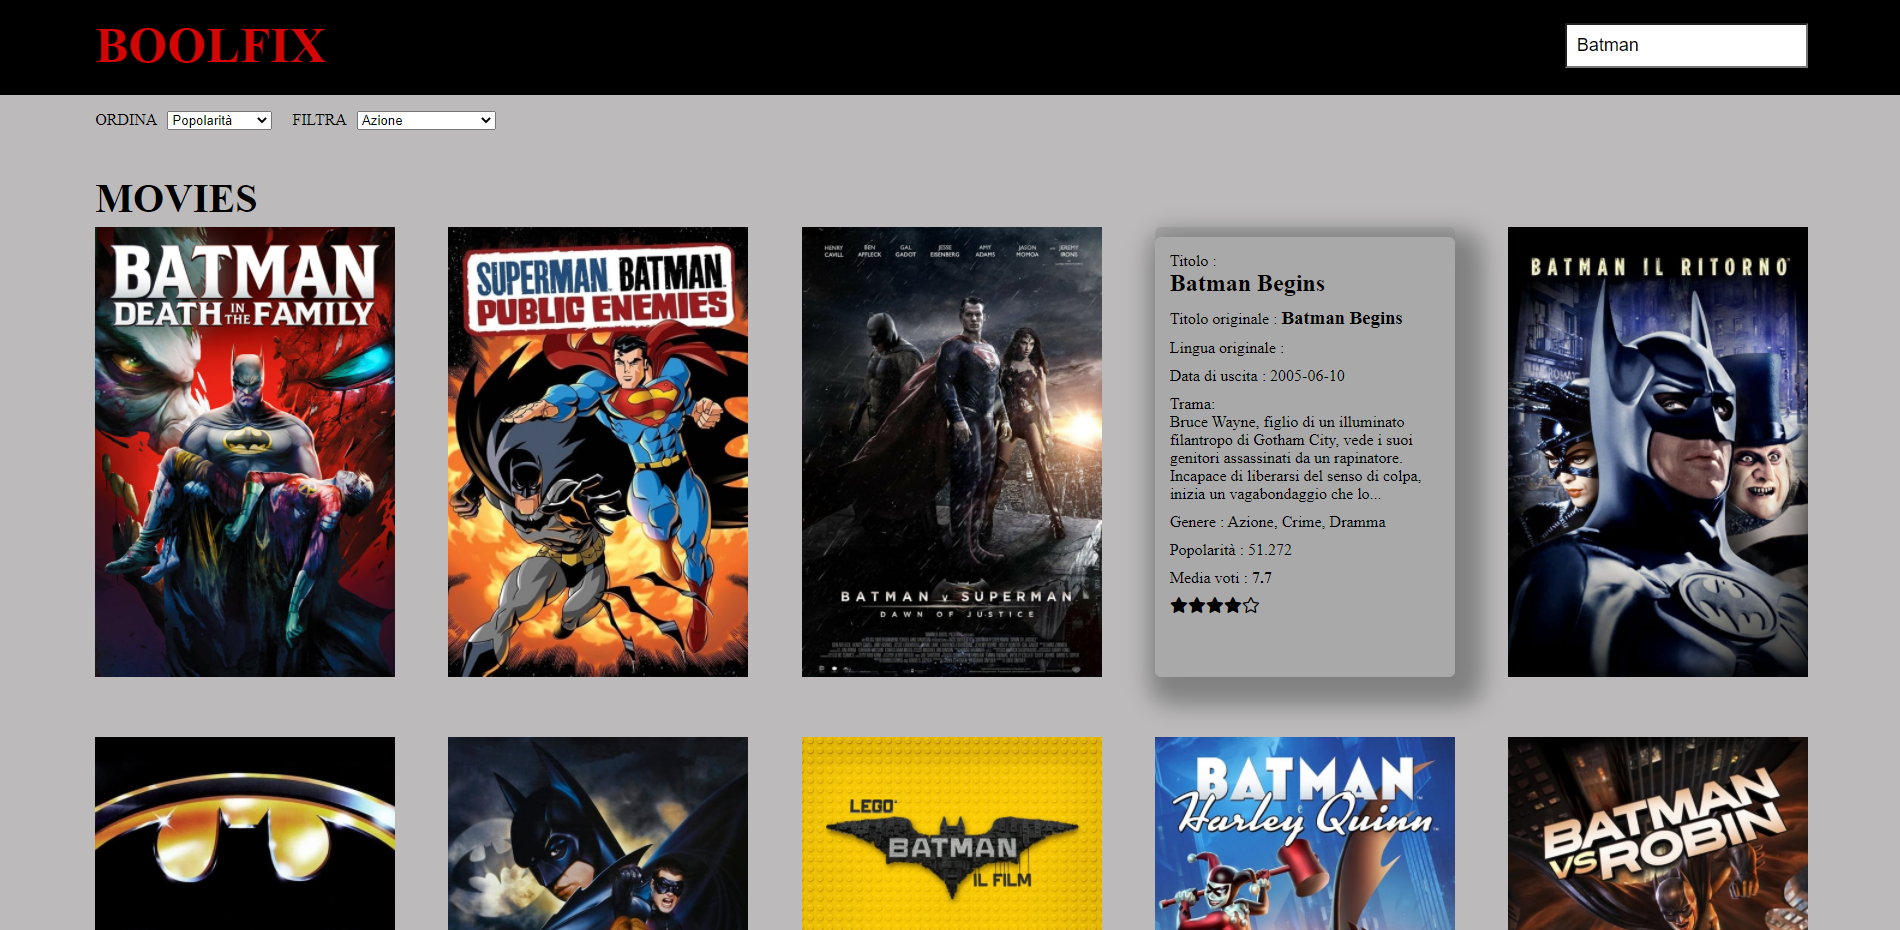 BOOLFIX
Batman
ORDINA Popolarità FILTRA Azione
MOVIES
BATMAN
DEATH IN THE FAMILY
SUPERMAN BATMAN
PUBLIC ENEMIES
HENRY CAVILL BEN AFFLECK GAL GADOT JESSE EISENBERG AMY ADAMS JASON MOMOA JEREMY IRONS
BATMAN v SUPERMAN
DAWN OF JUSTICE
Titolo :
Batman Begins
Titolo originale : Batman Begins
Lingua originale :
Data di uscita : 2005-06-10
Trama:
Bruce Wayne, figlio di un illuminato
filantropo di Gotham City, vede i suoi
genitori assassinati da un rapinatore.
Incapace di liberarsi del senso di colpa,
inizia un vagabondaggio che lo...
Genere : Azione, Crime, Dramma
Popolarità : 51.272
Media voti : 7.7
BATMAN IL RITORNO
LEGO
BATMAN
IL FILM
BATMAN
e
Harley Quinn
BATMAN
VS ROBIN